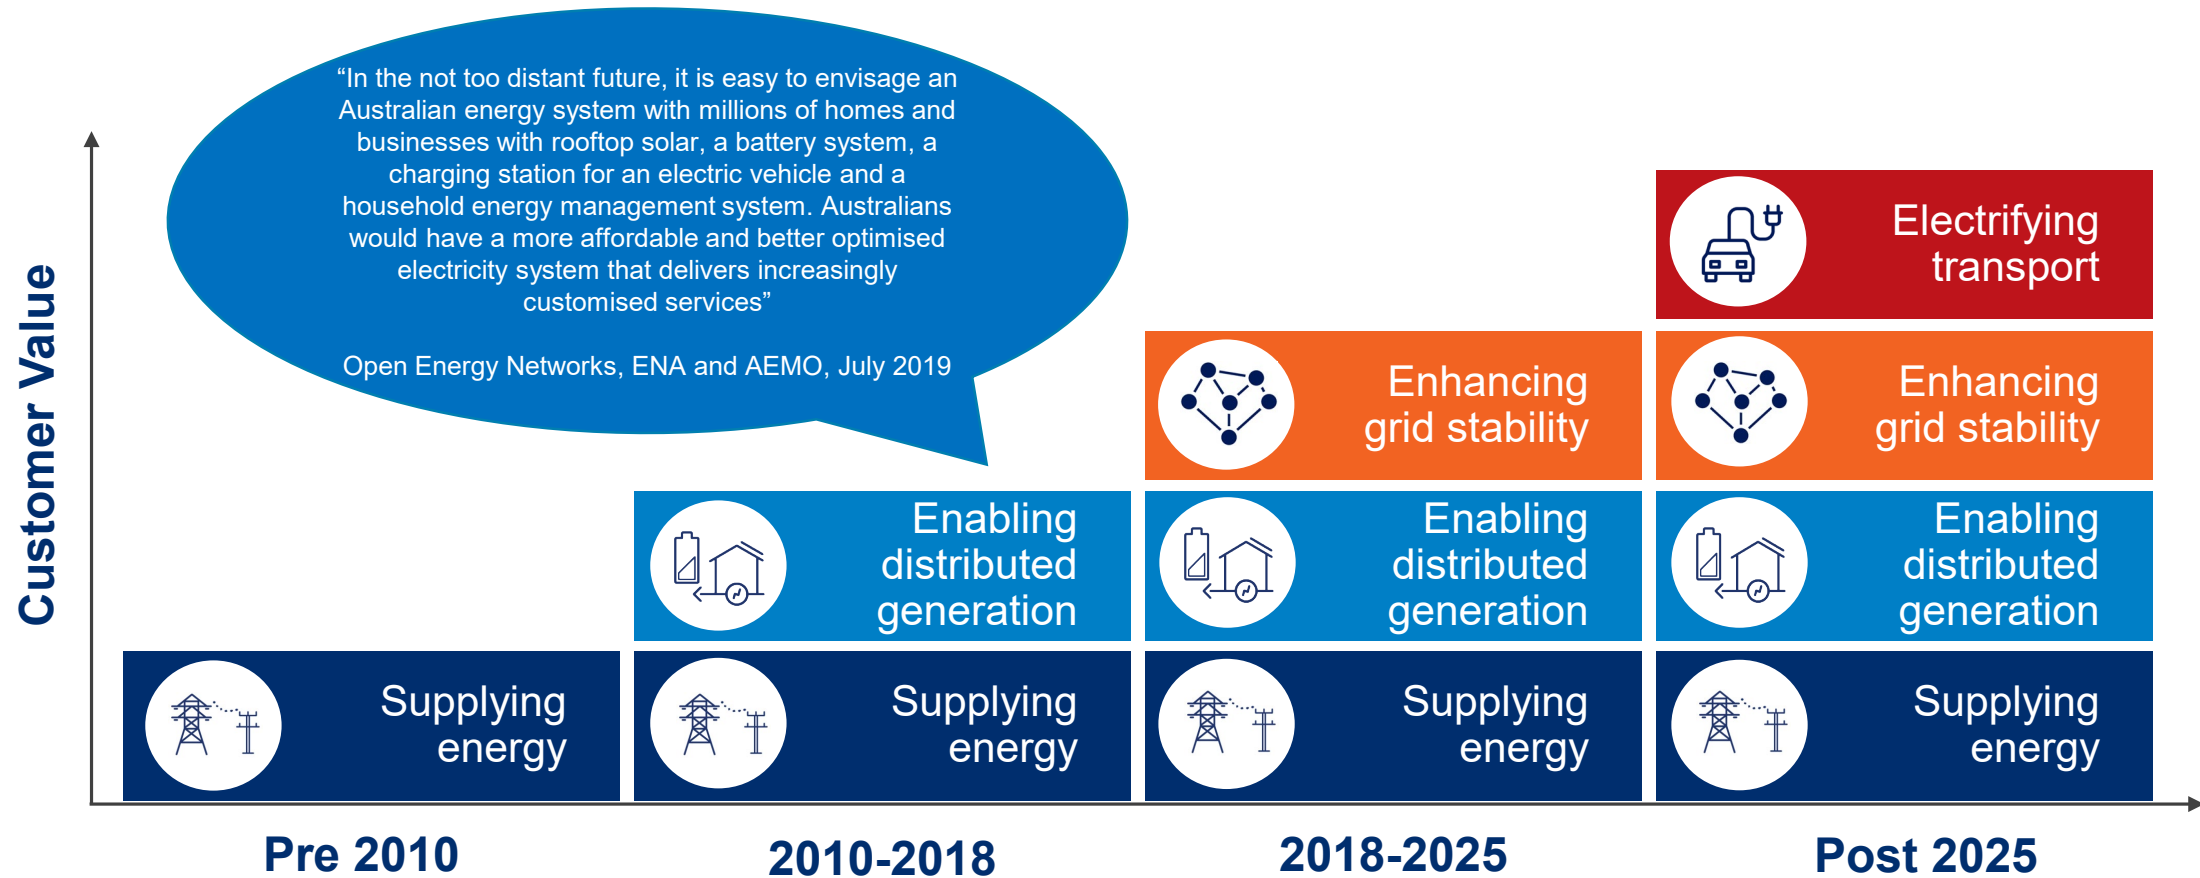 “In the not too distant future, it is easy to envisage an
Australian energy system with millions of homes and
businesses with rooftop solar, a battery system, a
charging station for an electric vehicle and a
household energy management system. Australians
would have a more affordable and better optimised
electricity system that delivers increasingly
customised services”
Open Energy Networks, ENA and AEMO, July 2019
Customer Value
Electrifying
transport
Enhancing
grid stability
Enhancing
grid stability
Enabling
distributed
generation
Enabling
distributed
generation
Enabling
distributed
generation
Supplying
energy
Supplying
energy
Supplying
energy
Supplying
energy
Pre 2010
2010-2018
2018-2025
Post 2025